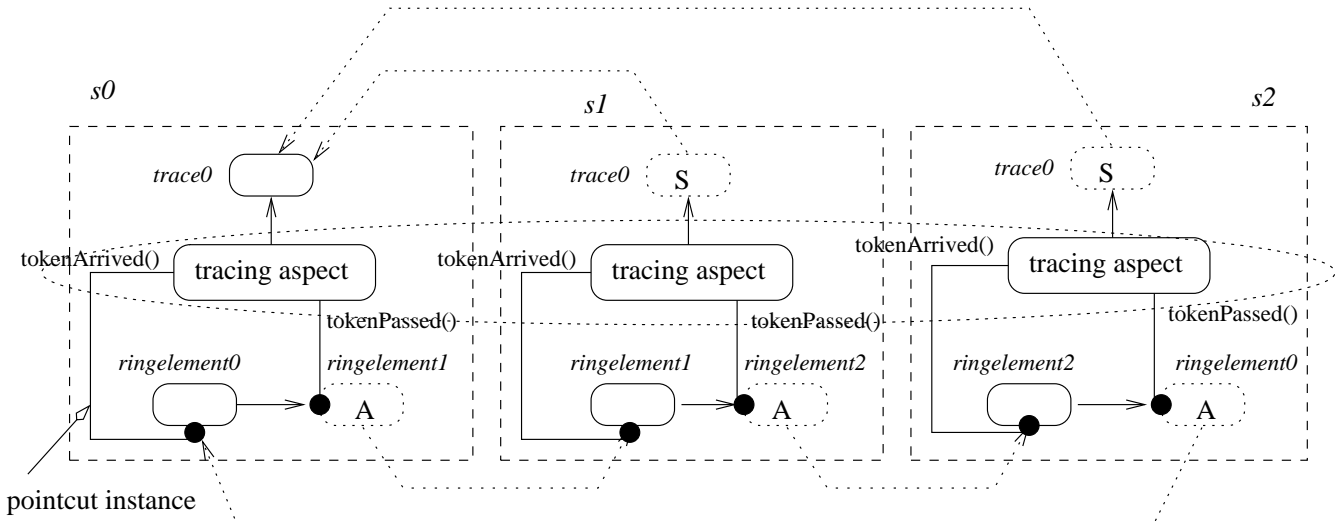 s0
s1
s2
trace0
trace0
S
trace0
S
tokenArrived()
tracing aspect
tokenArrived()
tracing aspect
tokenArrived()
tracing aspect
tokenPassed()
tokenPassed()
tokenPassed()
ringelement0
ringelement1
ringelement1
ringelement2
ringelement2
ringelement0
A
A
A
pointcut instance